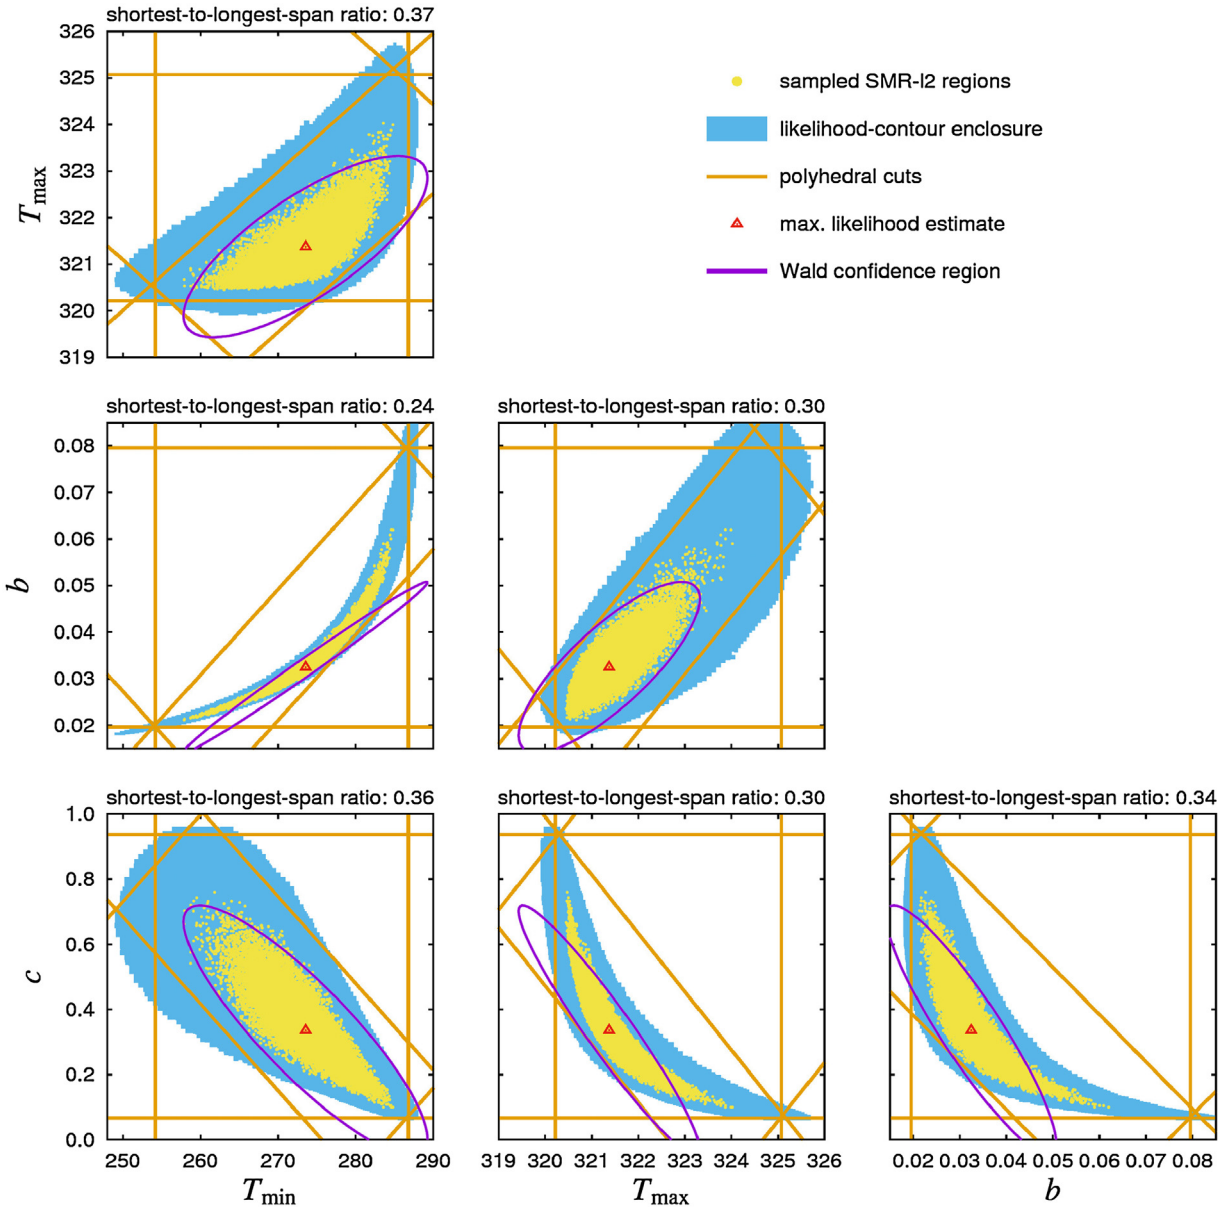 shortest-to-longest-span ratio: 0.37
326
325
324
323
322
321
320
319
T_max
sampled SMR-l2 regions
likelihood-contour enclosure
polyhedral cuts
max. likelihood estimate
Wald confidence region
shortest-to-longest-span ratio: 0.24
shortest-to-longest-span ratio: 0.30
0.08
0.07
0.06
0.05
0.04
0.03
0.02
b
shortest-to-longest-span ratio: 0.36
shortest-to-longest-span ratio: 0.30
shortest-to-longest-span ratio: 0.34
1.0
0.8
0.6
0.4
0.2
0.0
c
250 260 270 280 290
319 320 321 322 323 324 325 326
0.02 0.03 0.04 0.05 0.06 0.07 0.08
T_min
T_max
b